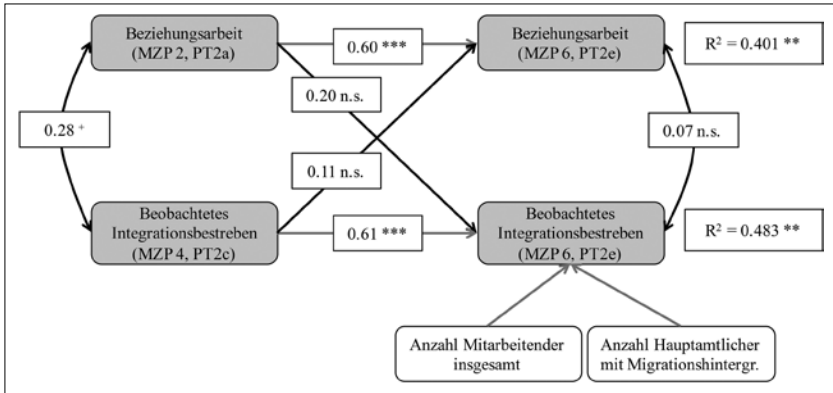 Beziehungsarbeit
(MZP 2, PT2a)
0.60 ***
Beziehungsarbeit
(MZP 6, PT2e)
R² = 0.401 **
0.20 n.s.
0.28 +
0.07 n.s.
0.11 n.s.
Beobachtetes
Integrationsbestreben
(MZP 4, PT2c)
0.61 ***
Beobachtetes
Integrationsbestreben
(MZP 6, PT2e)
R² = 0.483 **
Anzahl Mitarbeitender
insgesamt
Anzahl Hauptamtlicher
mit Migrationshintergr.